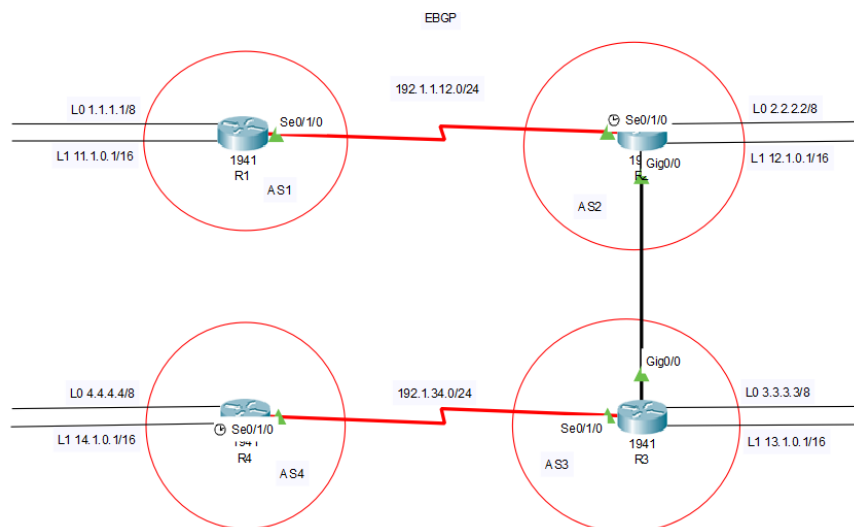 EBGP
192.1.1.12.0/24
L0 1.1.1.1/8
Se0/1/0
L1 11.1.0.1/16
1941
R1
AS1
Se0/1/0
L0 2.2.2.2/8
L1 12.1.0.1/16
Gig0/0
AS2
Gig0/0
192.1.34.0/24
L0 4.4.4.4/8
Se0/1/0
L1 14.1.0.1/16
R4
AS4
Se0/1/0
L0 3.3.3.3/8
L1 13.1.0.1/16
1941
R3
AS3